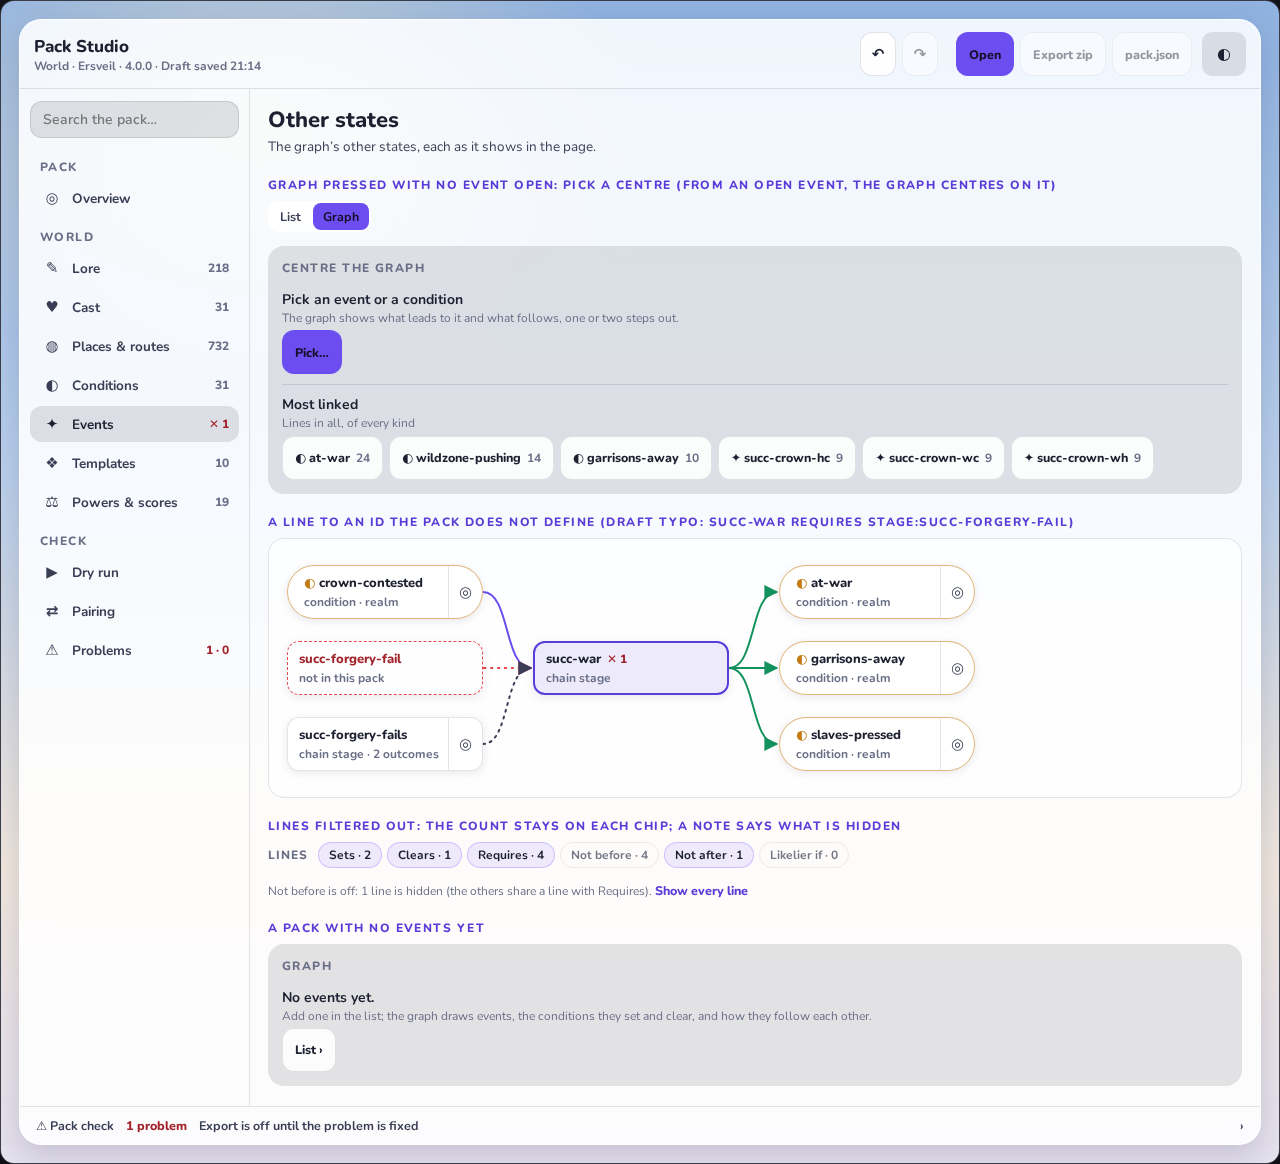 Pack Studio
World · Ersveil · 4.0.0 · Draft saved 21:14
↶
↷
Open
Export zip
pack.json
◐
Search the pack…
PACK
◎ Overview
WORLD
✎ Lore 218
♥ Cast 31
◍ Places & routes 732
◐ Conditions 31
✦ Events × 1
❖ Templates 10
⚖ Powers & scores 19
CHECK
▶ Dry run
⇄ Pairing
⚠ Problems 1 · 0
Other states
The graph’s other states, each as it shows in the page.
GRAPH PRESSED WITH NO EVENT OPEN: PICK A CENTRE (FROM AN OPEN EVENT, THE GRAPH CENTRES ON IT)
List Graph
CENTRE THE GRAPH
Pick an event or a condition
The graph shows what leads to it and what follows, one or two steps out.
Pick…
Most linked
Lines in all, of every kind
◐ at-war 24
◐ wildzone-pushing 14
◐ garrisons-away 10
✦ succ-crown-hc 9
✦ succ-crown-wc 9
✦ succ-crown-wh 9
A LINE TO AN ID THE PACK DOES NOT DEFINE (DRAFT TYPO: SUCC-WAR REQUIRES STAGE:SUCC-FORGERY-FAIL)
◐ crown-contested
condition · realm
◎
succ-forgery-fail
not in this pack
succ-forgery-fails
chain stage · 2 outcomes
◎
succ-war × 1
chain stage
◐ at-war
condition · realm
◎
◐ garrisons-away
condition · realm
◎
◐ slaves-pressed
condition · realm
◎
LINES FILTERED OUT: THE COUNT STAYS ON EACH CHIP; A NOTE SAYS WHAT IS HIDDEN
LINES Sets · 2 Clears · 1 Requires · 4 Not before · 4 Not after · 1 Likelier if · 0
Not before is off: 1 line is hidden (the others share a line with Requires). Show every line
A PACK WITH NO EVENTS YET
GRAPH
No events yet.
Add one in the list; the graph draws events, the conditions they set and clear, and how they follow each other.
List ›
⚠ Pack check 1 problem Export is off until the problem is fixed ›